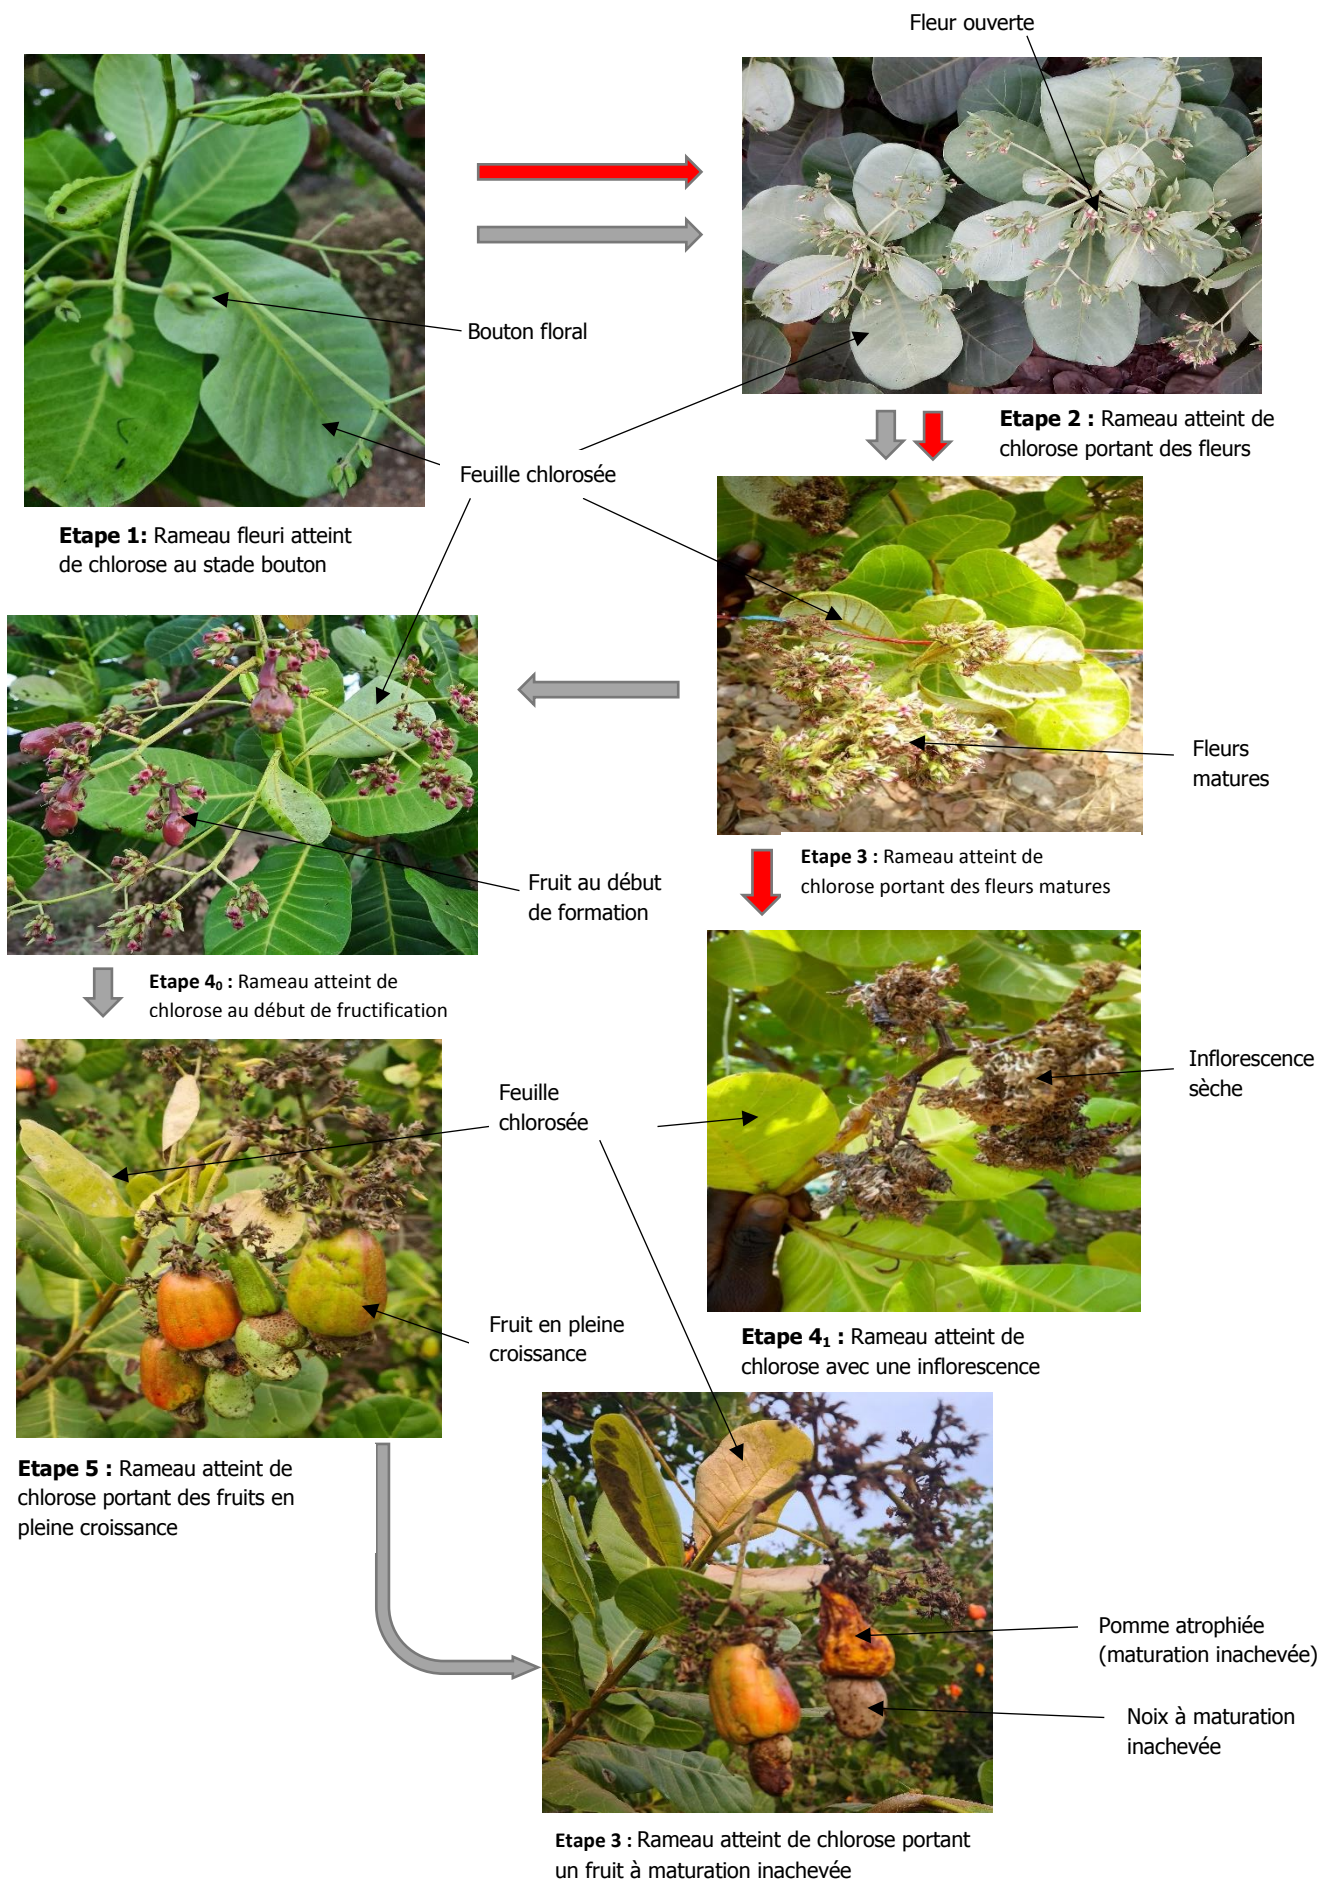 Fleur ouverte
Bouton floral
Etape 2 : Rameau atteint de
chlorose portant des fleurs
Feuille chlorosée
Etape 1: Rameau fleuri atteint
de chlorose au stade bouton
Fleurs
matures
Etape 3 : Rameau atteint de
chlorose portant des fleurs matures
Fruit au début
de formation
Etape 4₀ : Rameau atteint de
chlorose au début de fructification
Inflorescence
sèche
Feuille
chlorosée
Fruit en pleine
croissance
Etape 4₁ : Rameau atteint de
chlorose avec une inflorescence
Etape 5 : Rameau atteint de
chlorose portant des fruits en
pleine croissance
Pomme atrophiée
(maturation inachevée)
Noix à maturation
inachevée
Etape 3 : Rameau atteint de chlorose portant
un fruit à maturation inachevée